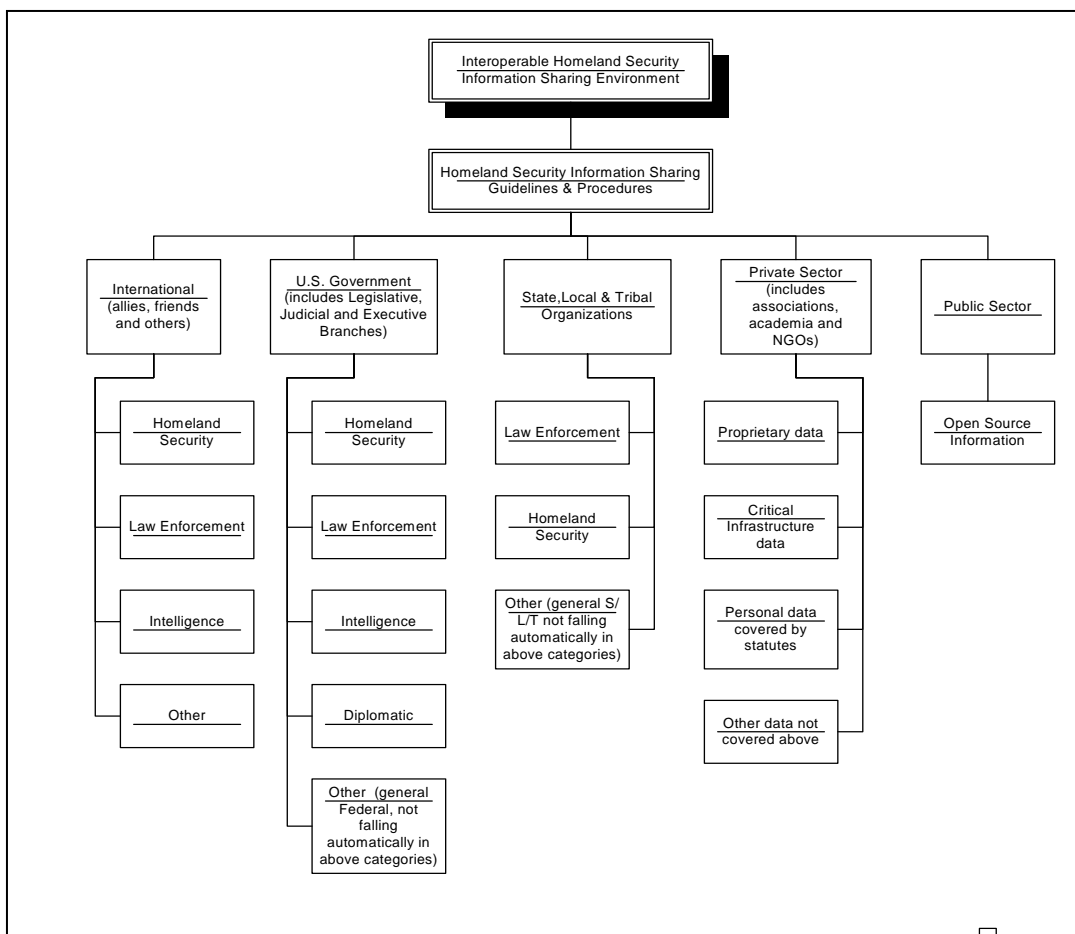 Interoperable Homeland Security
Information Sharing Environment
Homeland Security Information Sharing
Guidelines & Procedures
International
(allies, friends
and others)
U.S. Government
(includes Legislative,
Judicial and Executive
Branches)
State,Local & Tribal
Organizations
Private Sector
(includes
associations,
academia and
NGOs)
Public Sector
Homeland
Security
Law Enforcement
Intelligence
Other
Homeland
Security
Law Enforcement
Intelligence
Diplomatic
Other (general
Federal, not
falling
automatically in
above categories)
Law Enforcement
Homeland
Security
Other (general S/
L/T not falling
automatically in
above categories)
Proprietary data
Critical
Infrastructure
data
Personal data
covered by
statutes
Other data not
covered above
Open Source
Information